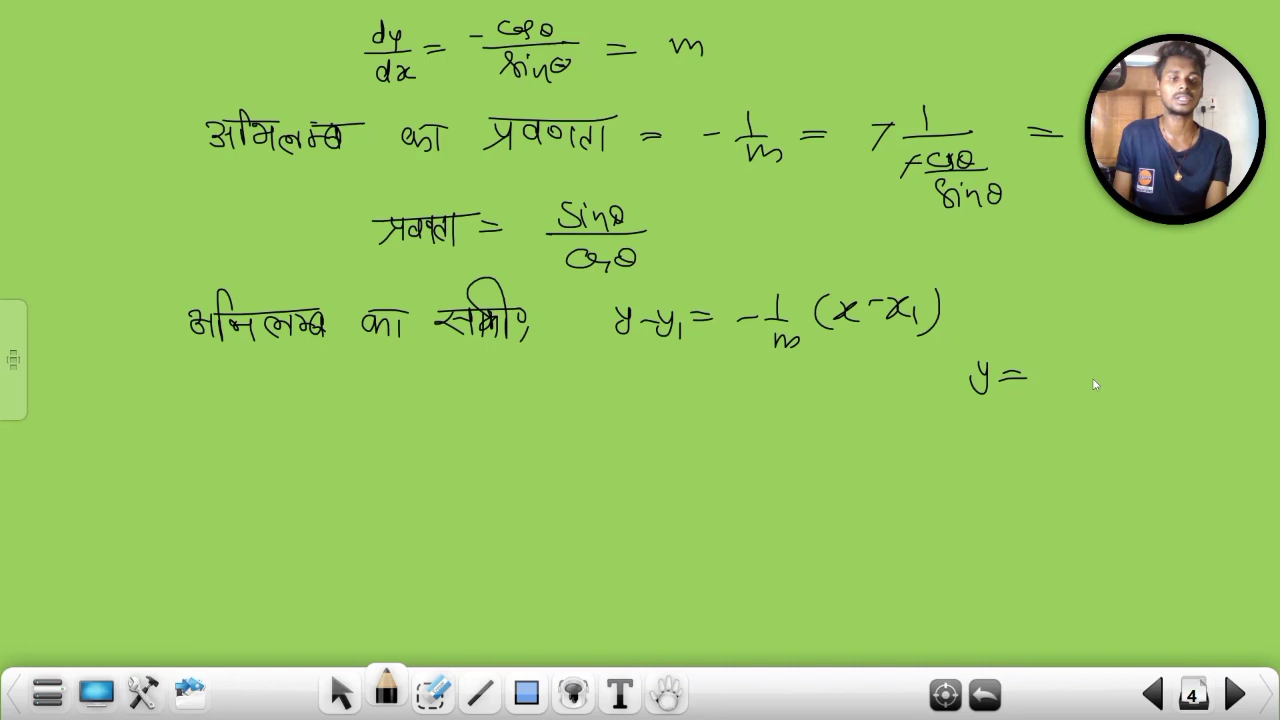 dy/dx = -cosθ/sinθ = m
अभिलम्ब का प्रवणता = -1/m = -1/(-cosθ/sinθ) =
प्रवणता = sinθ/cosθ
अभिलम्ब का समी०, y-y₁ = -1/m (x-x₁)
y =
4
T